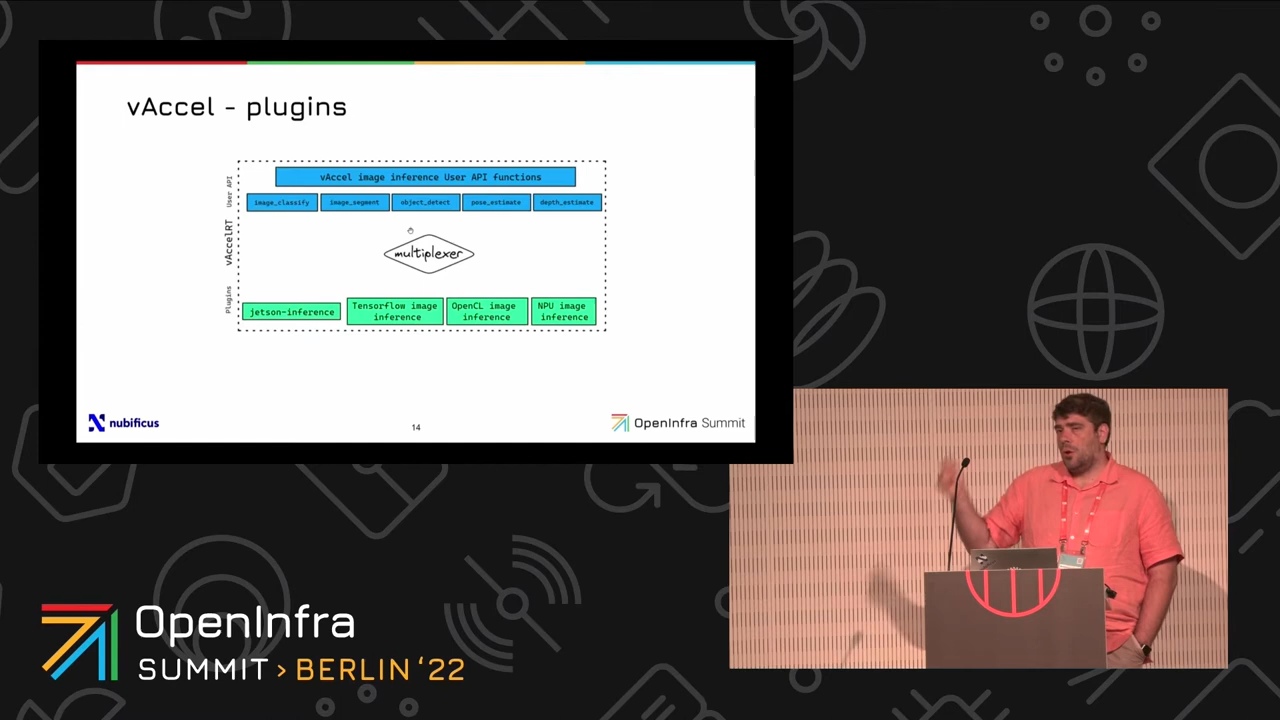 vAccel - plugins
vAccel image inference User API functions
User API
image_classify
image_segment
object_detect
pose_estimate
depth_estimate
vAccelRT
multiplexer
Plugins
jetson-inference
Tensorflow image
inference
OpenCL image
inference
NPU image
inference
nubificus
14
OpenInfra Summit
OpenInfra
SUMMIT > BERLIN '22